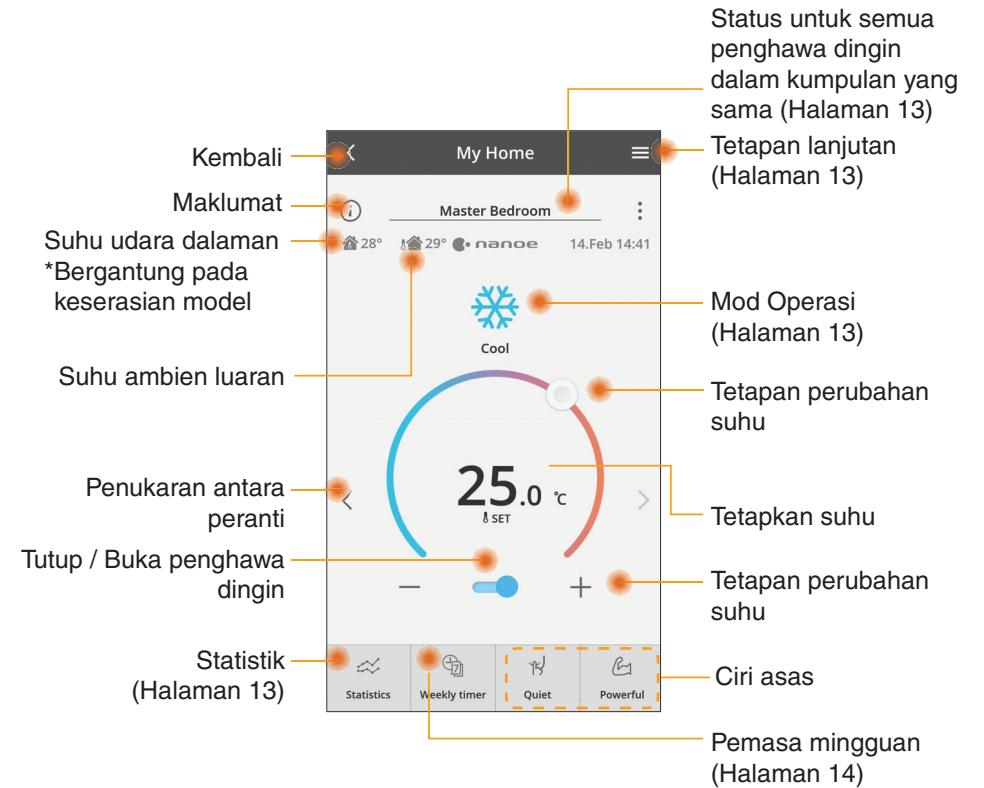 Status untuk semua
penghawa dingin
dalam kumpulan yang
sama (Halaman 13)
Kembali
My Home
Tetapan lanjutan
(Halaman 13)
Maklumat
Master Bedroom
Suhu udara dalaman
*Bergantung pada
keserasian model
28°
29°
nanoe
14.Feb 14:41
Mod Operasi
(Halaman 13)
Cool
Suhu ambien luaran
Tetapan perubahan
suhu
Penukaran antara
peranti
25.0 °C
SET
Tetapkan suhu
Tutup / Buka penghawa
dingin
Tetapan perubahan
suhu
Statistik
(Halaman 13)
7
Statistics
Weekly timer
Quiet
Powerful
Ciri asas
Pemasa mingguan
(Halaman 14)